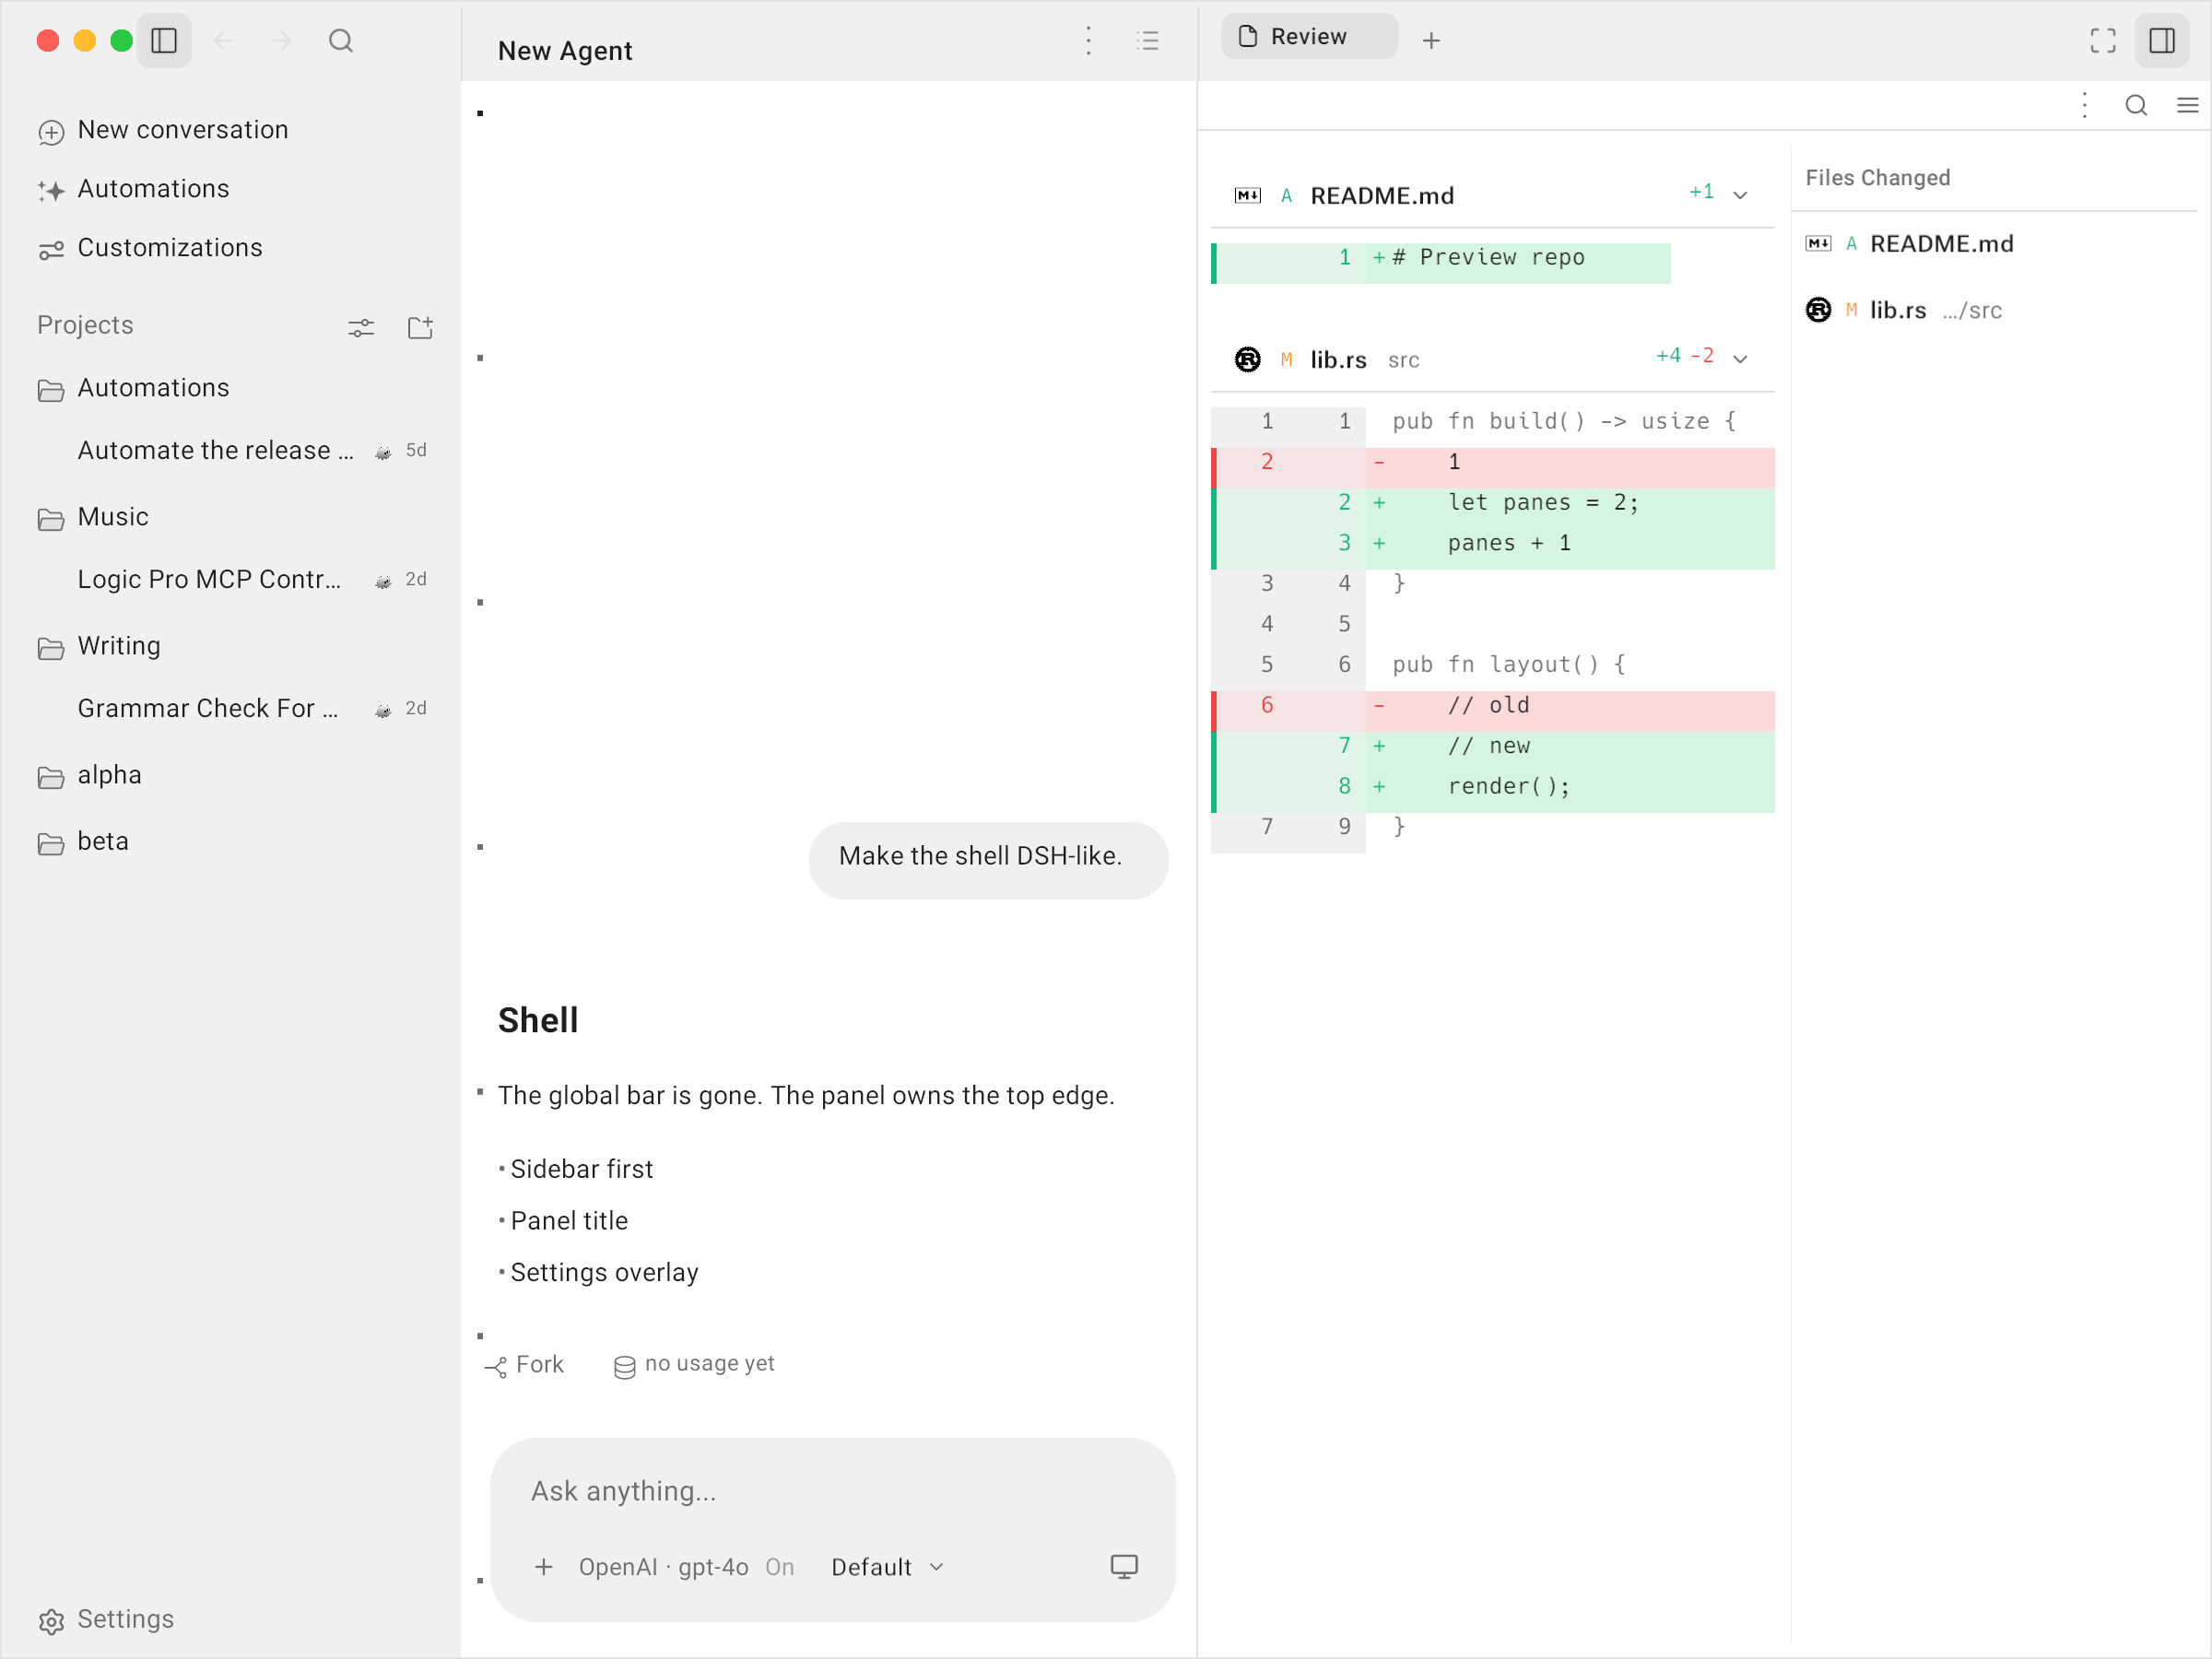 New Agent
Review
New conversation
Automations
Customizations
Projects
Automations
Automate the release ... 5d
Music
Logic Pro MCP Contr... 2d
Writing
Grammar Check For ... 2d
alpha
beta
Settings
Make the shell DSH-like.
Shell
The global bar is gone. The panel owns the top edge.
• Sidebar first
• Panel title
• Settings overlay
Fork no usage yet
Ask anything...
+ OpenAI · gpt-4o On Default
M↓ A README.md +1
1 + # Preview repo
R M lib.rs src +4 -2
1 1 pub fn build() -> usize {
2 - 1
2 + let panes = 2;
3 + panes + 1
3 4 }
4 5
5 6 pub fn layout() {
6 - // old
7 + // new
8 + render();
7 9 }
Files Changed
M↓ A README.md
R M lib.rs .../src